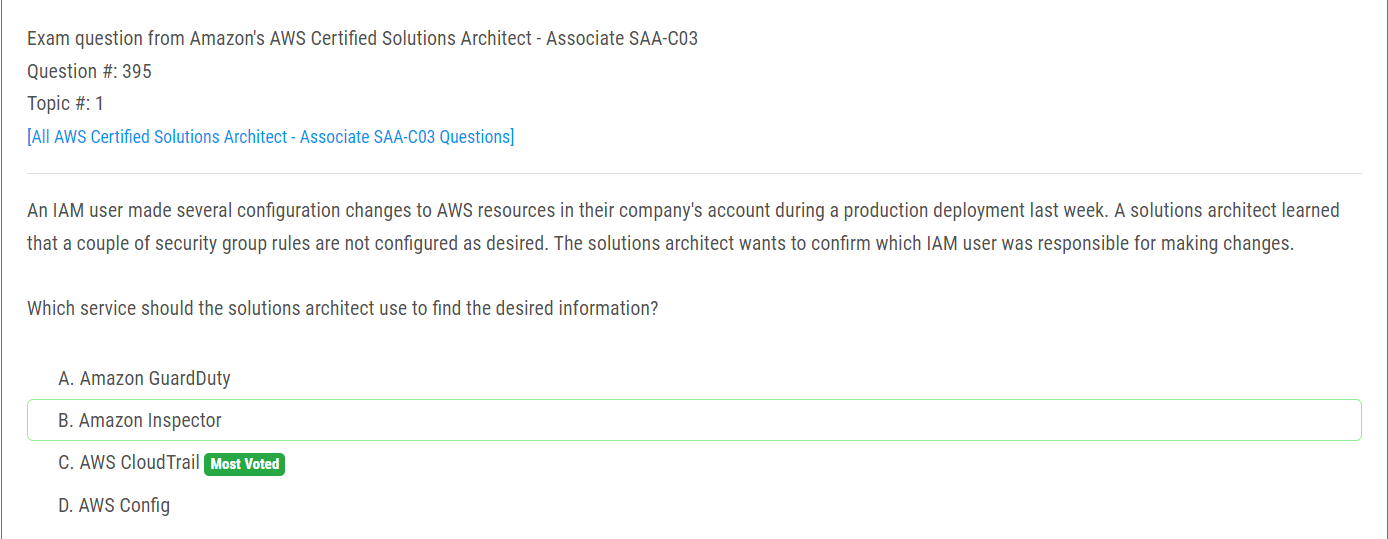 Exam question from Amazon's AWS Certified Solutions Architect - Associate SAA-C03
Question #: 395
Topic #: 1
[All AWS Certified Solutions Architect - Associate SAA-C03 Questions]
An IAM user made several configuration changes to AWS resources in their company's account during a production deployment last week. A solutions architect learned
that a couple of security group rules are not configured as desired. The solutions architect wants to confirm which IAM user was responsible for making changes.
Which service should the solutions architect use to find the desired information?
A. Amazon GuardDuty
B. Amazon Inspector
C. AWS CloudTrail Most Voted
D. AWS Config